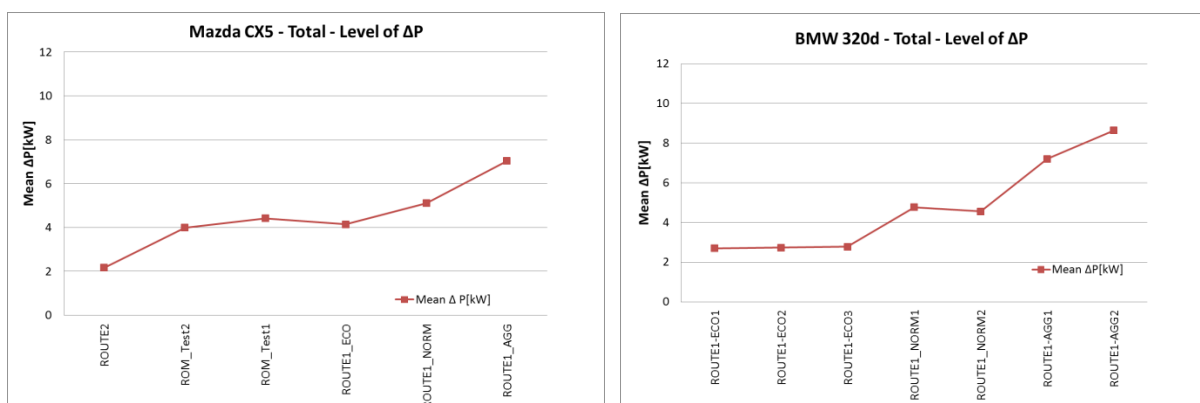 Mazda CX5 - Total - Level of ΔP
Mean ΔP[kW]
12
10
8
6
4
2
0
Mean Δ P[kW]
ROUTE2
ROM_Test2
ROM_Test1
ROUTE1_ECO
ROUTE1_NORM
ROUTE1_AGG
BMW 320d - Total - Level of ΔP
Mean ΔP[kW]
12
10
8
6
4
2
0
Mean ΔP[kW]
ROUTE1-ECO1
ROUTE1-ECO2
ROUTE1-ECO3
ROUTE1_NORM1
ROUTE1_NORM2
ROUTE1-AGG1
ROUTE1-AGG2